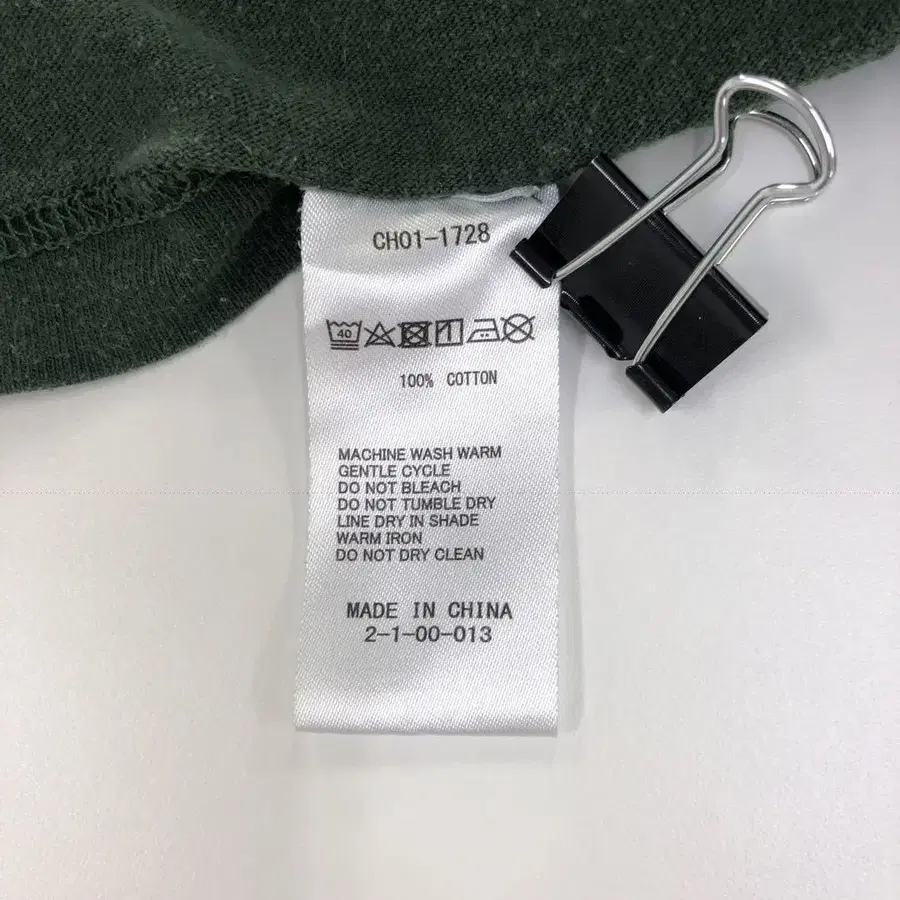 CH01-1728
40
100% COTTON
MACHINE WASH WARM
GENTLE CYCLE
DO NOT BLEACH
DO NOT TUMBLE DRY
LINE DRY IN SHADE
WARM IRON
DO NOT DRY CLEAN
MADE IN CHINA
2-1-00-013